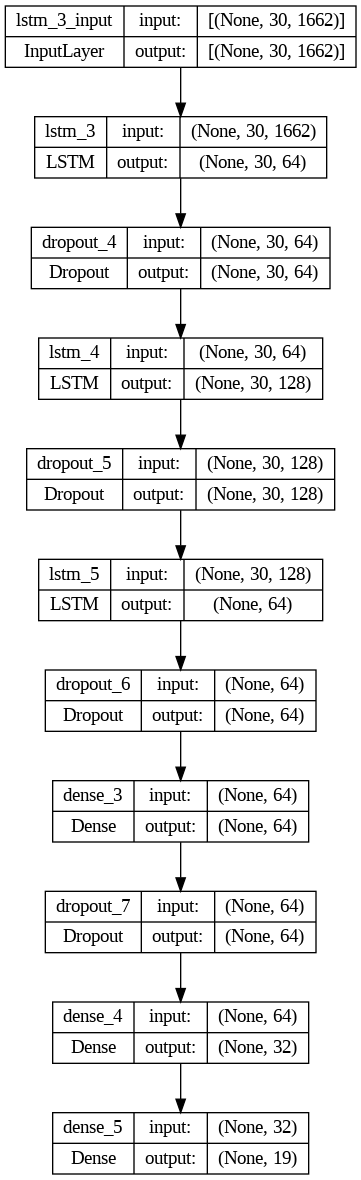 lstm_3_input input: [(None, 30, 1662)]
InputLayer output: [(None, 30, 1662)]
lstm_3 input: (None, 30, 1662)
LSTM output: (None, 30, 64)
dropout_4 input: (None, 30, 64)
Dropout output: (None, 30, 64)
lstm_4 input: (None, 30, 64)
LSTM output: (None, 30, 128)
dropout_5 input: (None, 30, 128)
Dropout output: (None, 30, 128)
lstm_5 input: (None, 30, 128)
LSTM output: (None, 64)
dropout_6 input: (None, 64)
Dropout output: (None, 64)
dense_3 input: (None, 64)
Dense output: (None, 64)
dropout_7 input: (None, 64)
Dropout output: (None, 64)
dense_4 input: (None, 64)
Dense output: (None, 32)
dense_5 input: (None, 32)
Dense output: (None, 19)